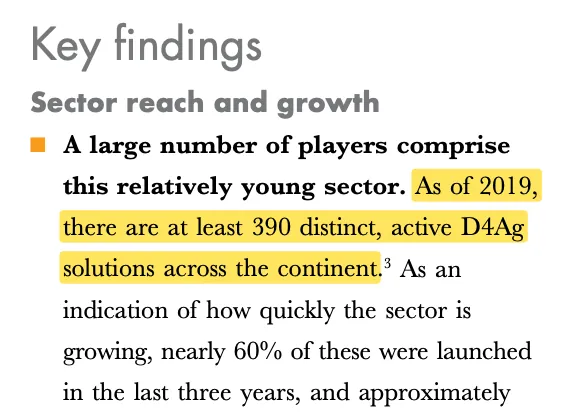 Key findings
Sector reach and growth
A large number of players comprise
this relatively young sector. As of 2019,
there are at least 390 distinct, active D4Ag
solutions across the continent.³ As an
indication of how quickly the sector is
growing, nearly 60% of these were launched
in the last three years, and approximately